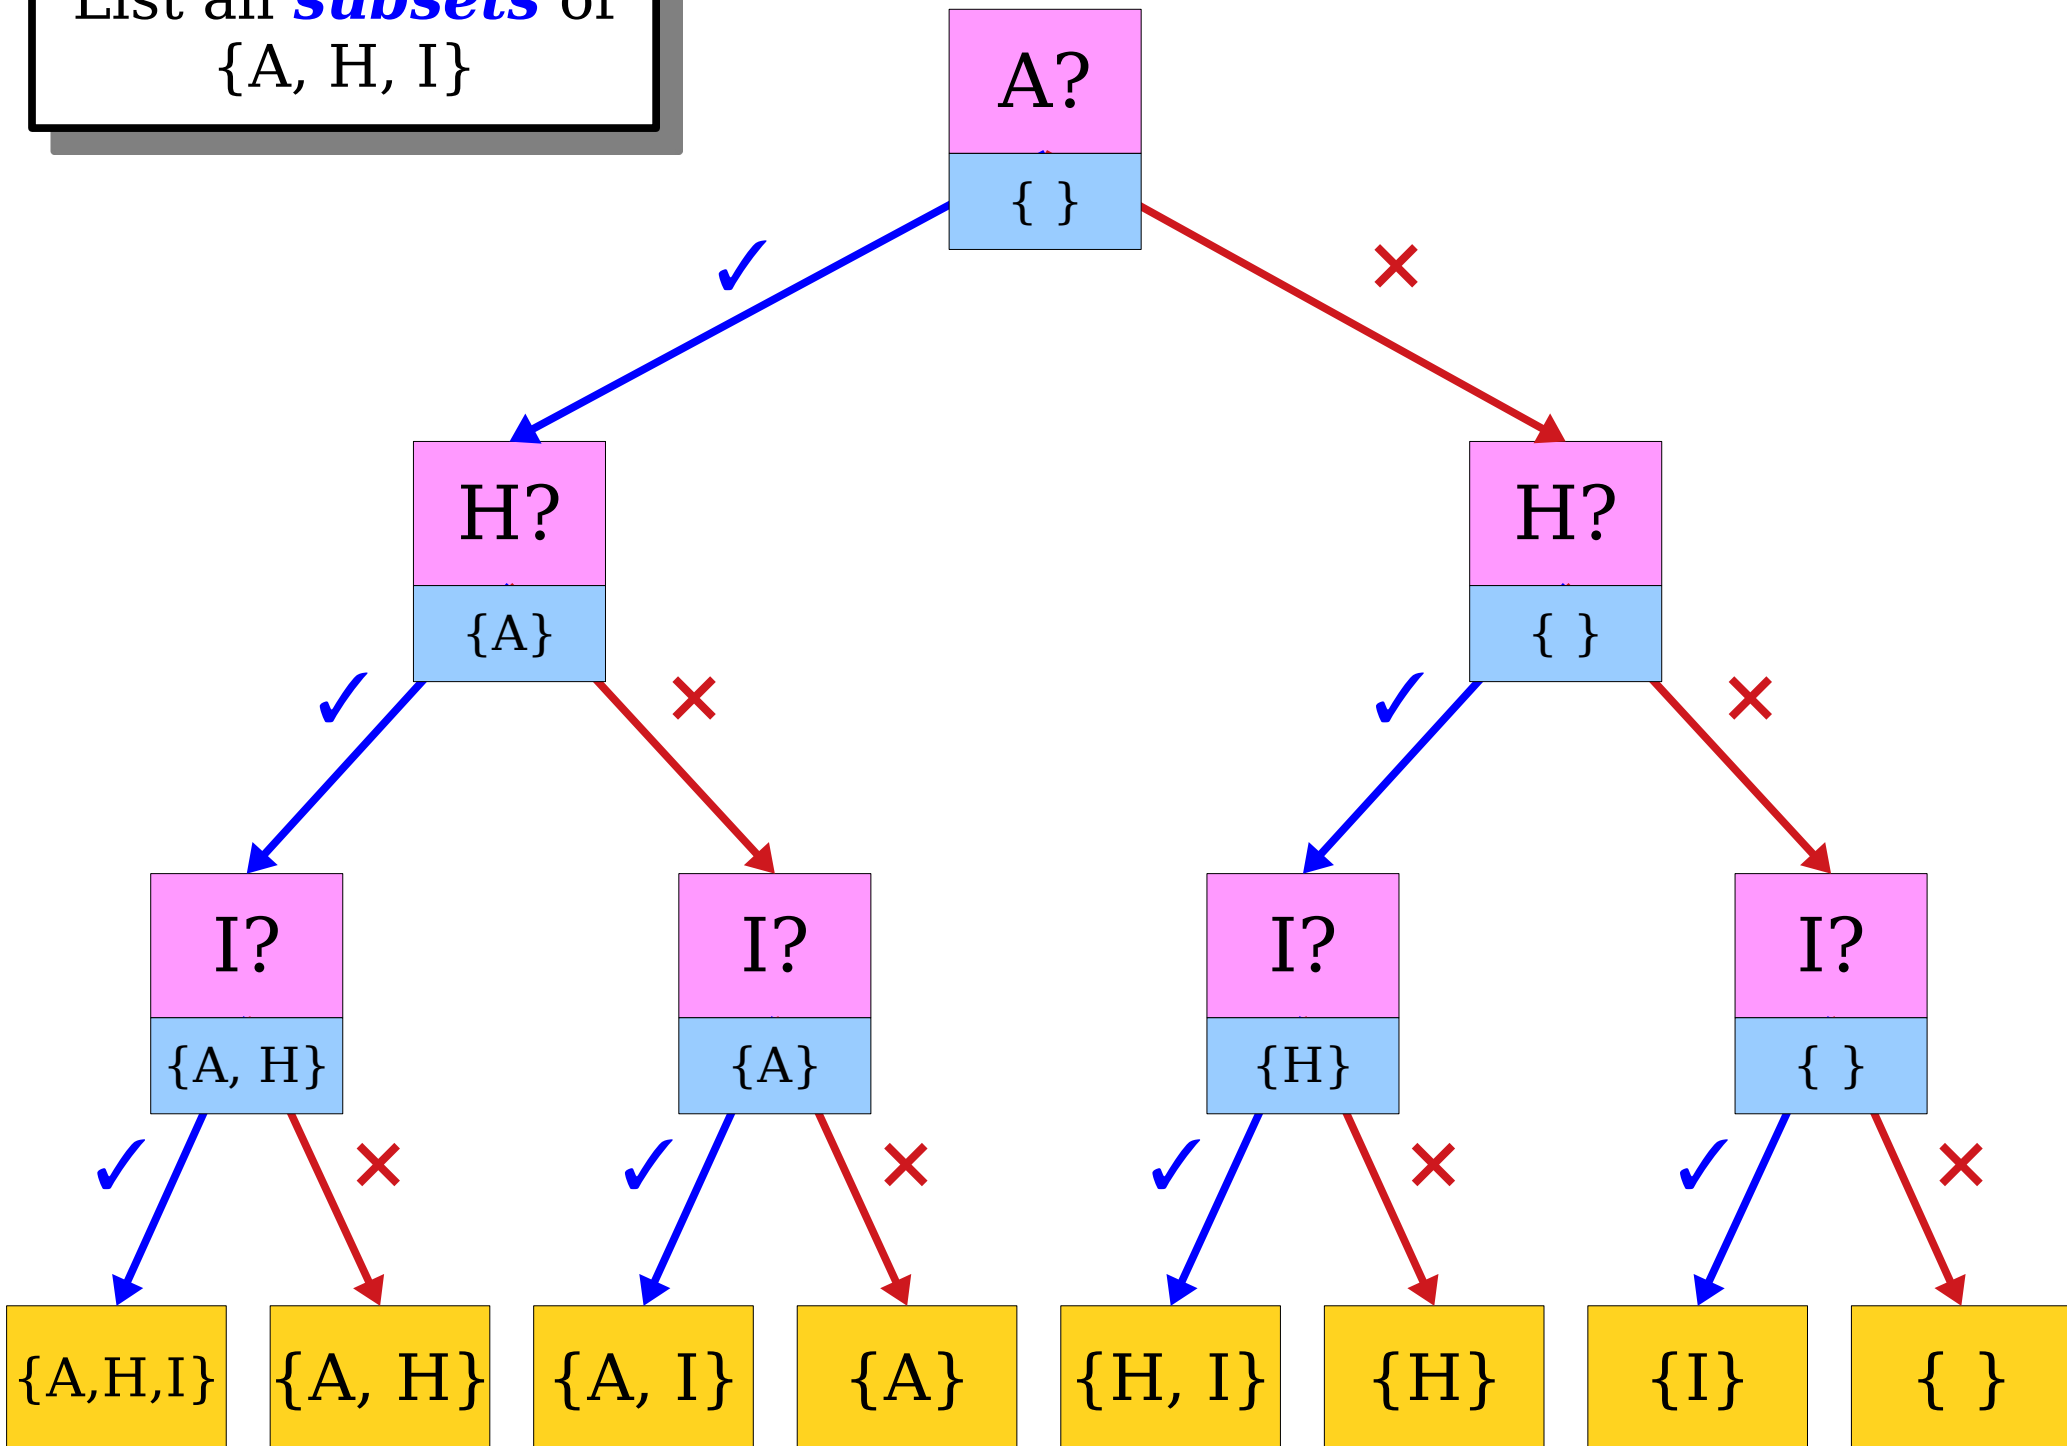 List all subsets of
{A, H, I}
A?
{ }
✓
×
H?
{A}
H?
{ }
✓
×
✓
×
I?
{A, H}
I?
{A}
I?
{H}
I?
{ }
✓
×
✓
×
✓
×
✓
×
{A,H,I}
{A, H}
{A, I}
{A}
{H, I}
{H}
{I}
{ }